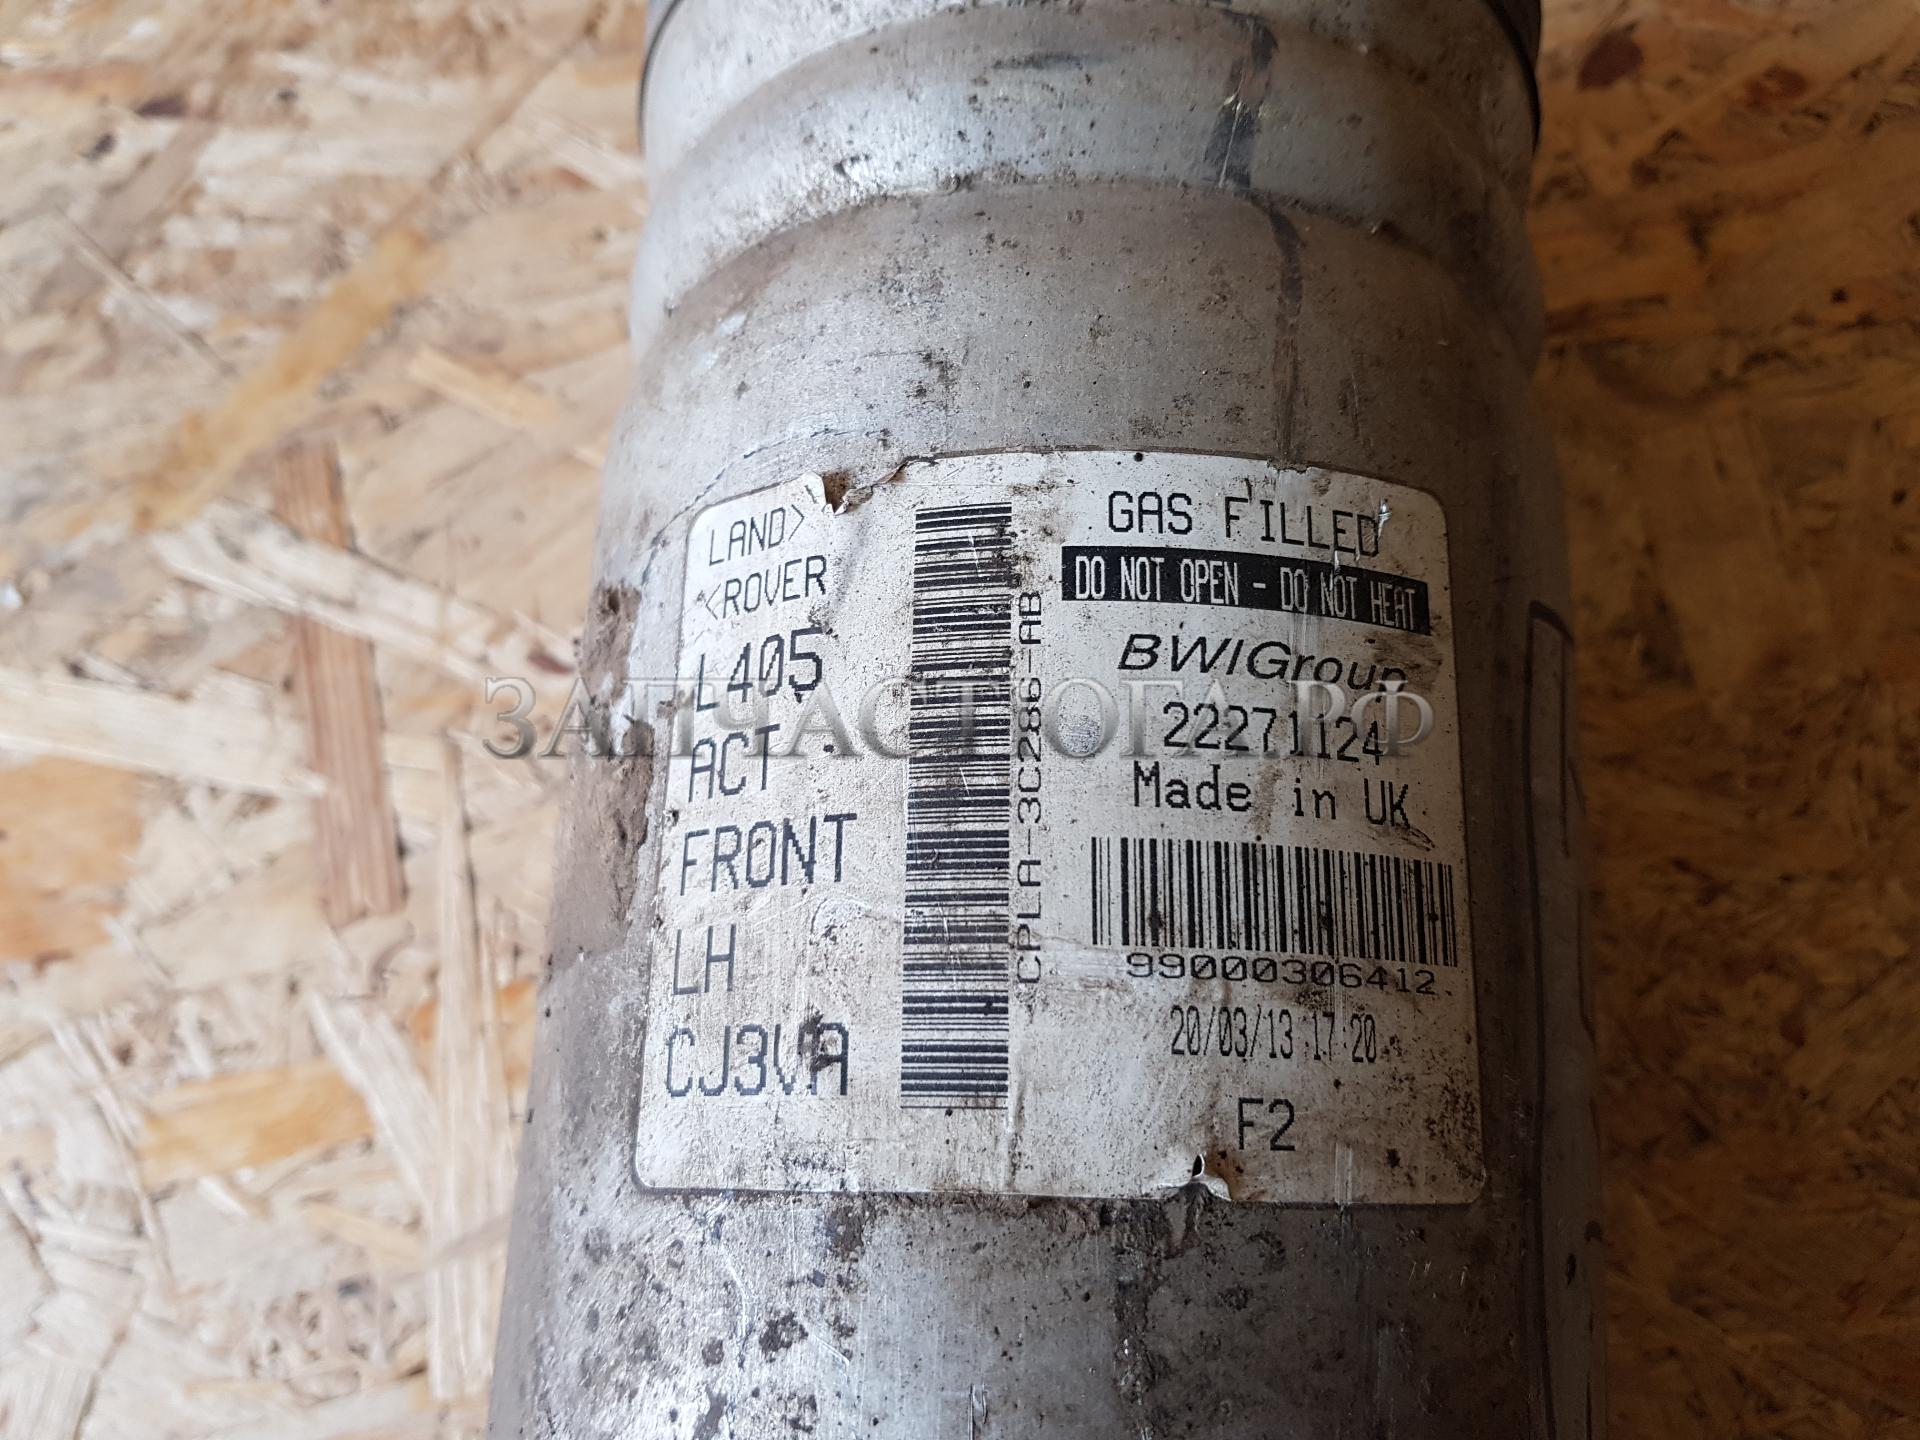 LAND>
<ROVER
L405
ACT
FRONT
LH
CJ3VA
CPLA-3C286-AB
GAS FILLED
DO NOT OPEN - DO NOT HEAT
BWIGroup
22271124
Made in UK
99000306412
20/03/13 17:20
F2
ЗАПЧАСТЮГА.РФ